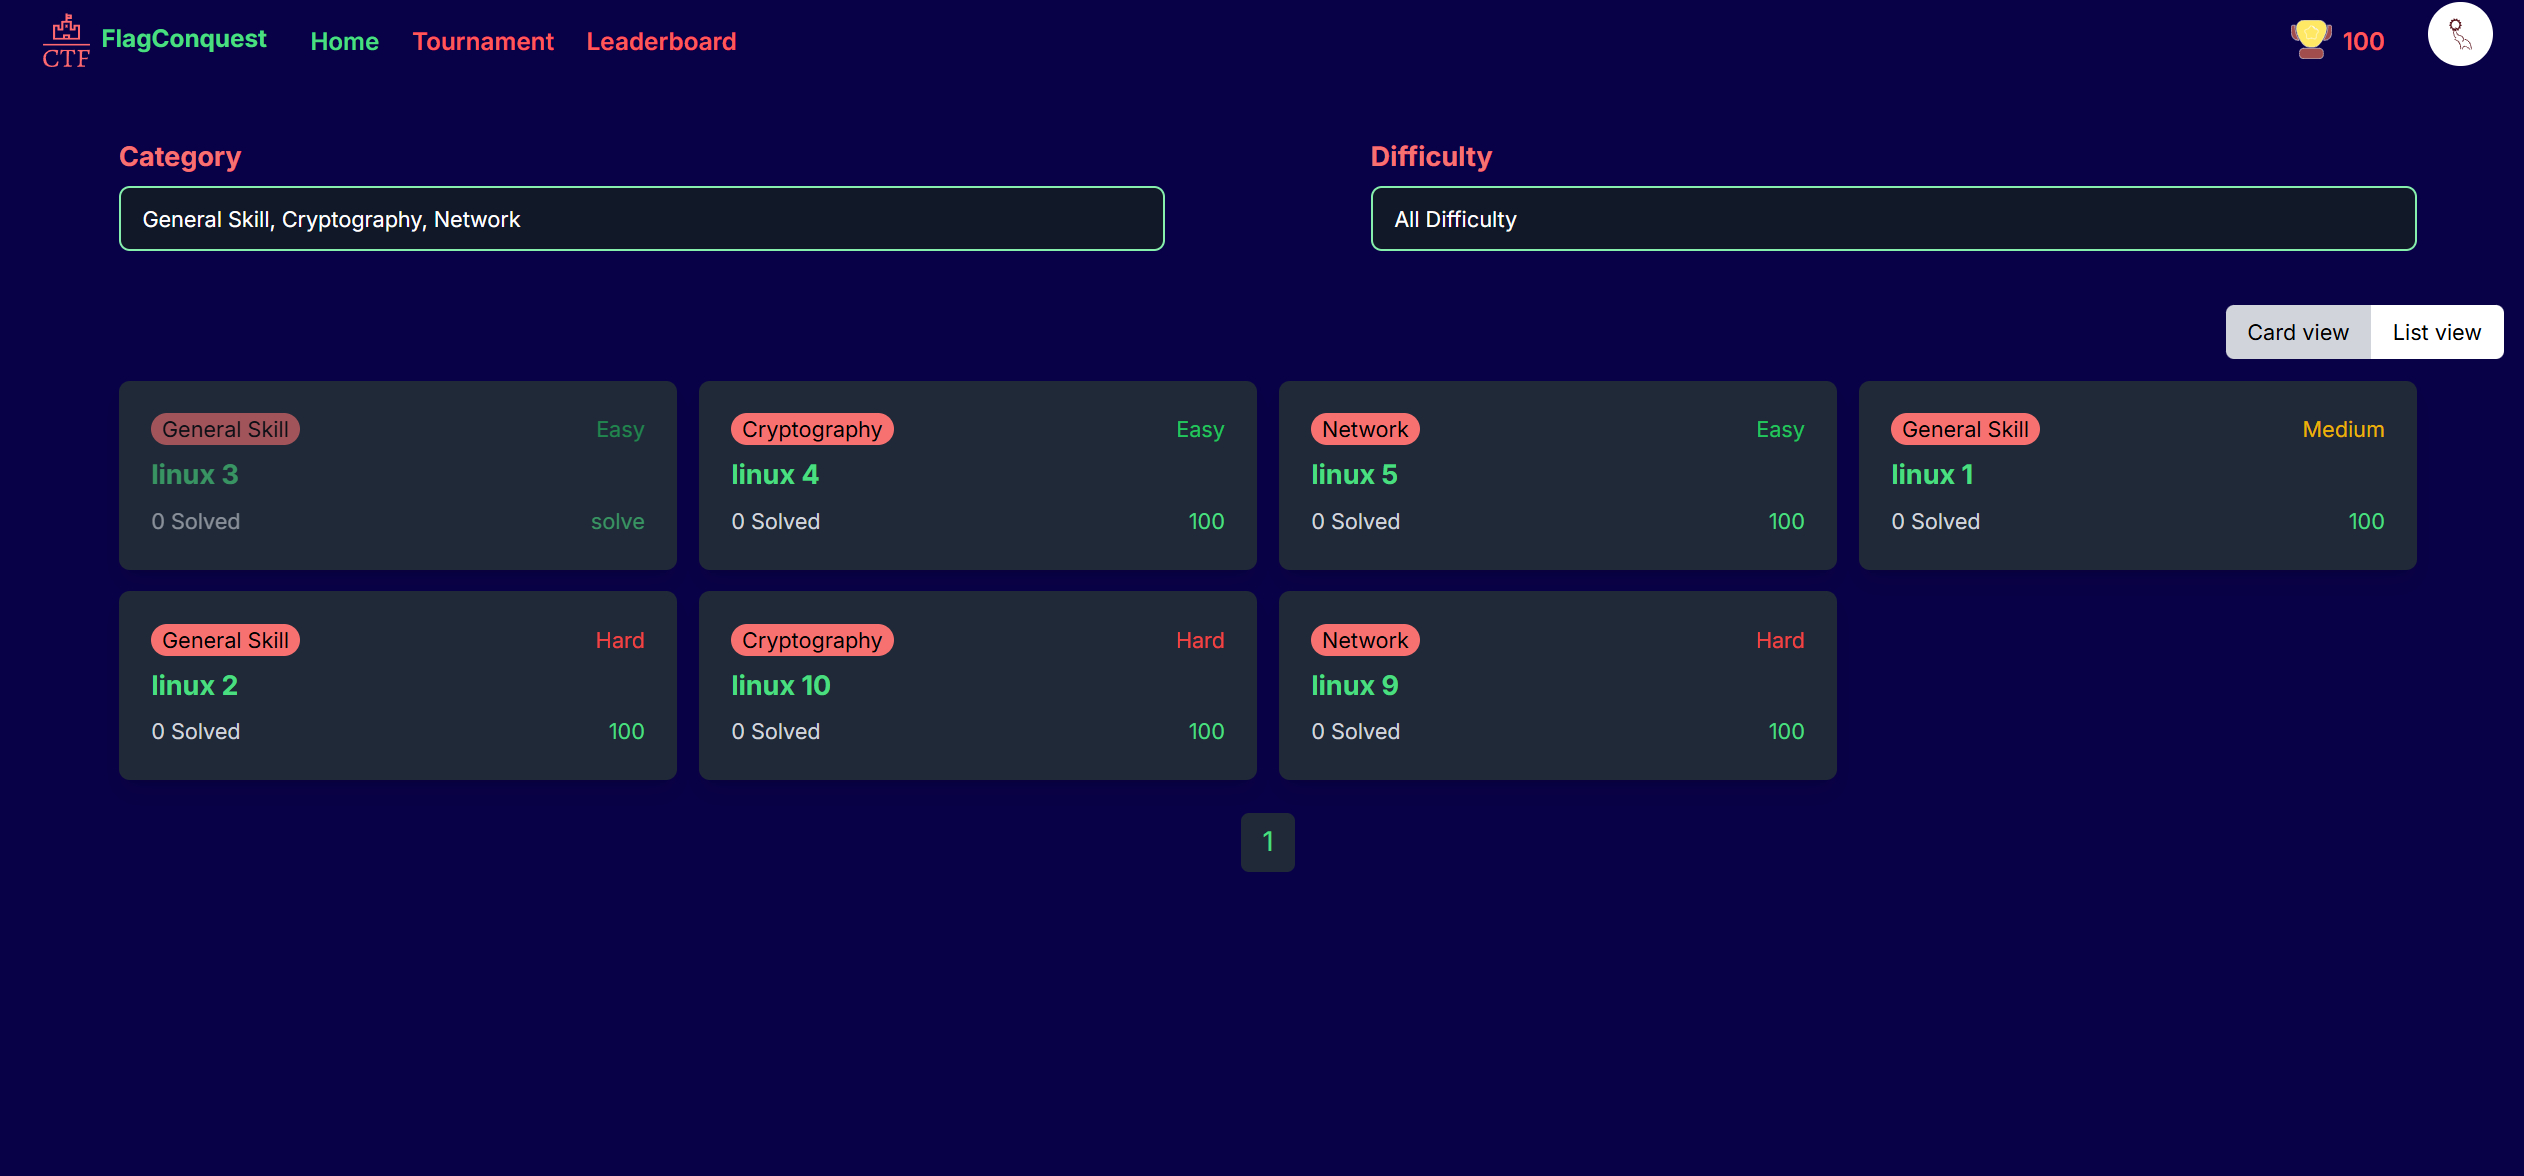 CTF FlagConquest Home Tournament Leaderboard 100
Category Difficulty
General Skill, Cryptography, Network All Difficulty
Card view List view
General Skill Easy
linux 3
0 Solved solve
Cryptography Easy
linux 4
0 Solved 100
Network Easy
linux 5
0 Solved 100
General Skill Medium
linux 1
0 Solved 100
General Skill Hard
linux 2
0 Solved 100
Cryptography Hard
linux 10
0 Solved 100
Network Hard
linux 9
0 Solved 100
1